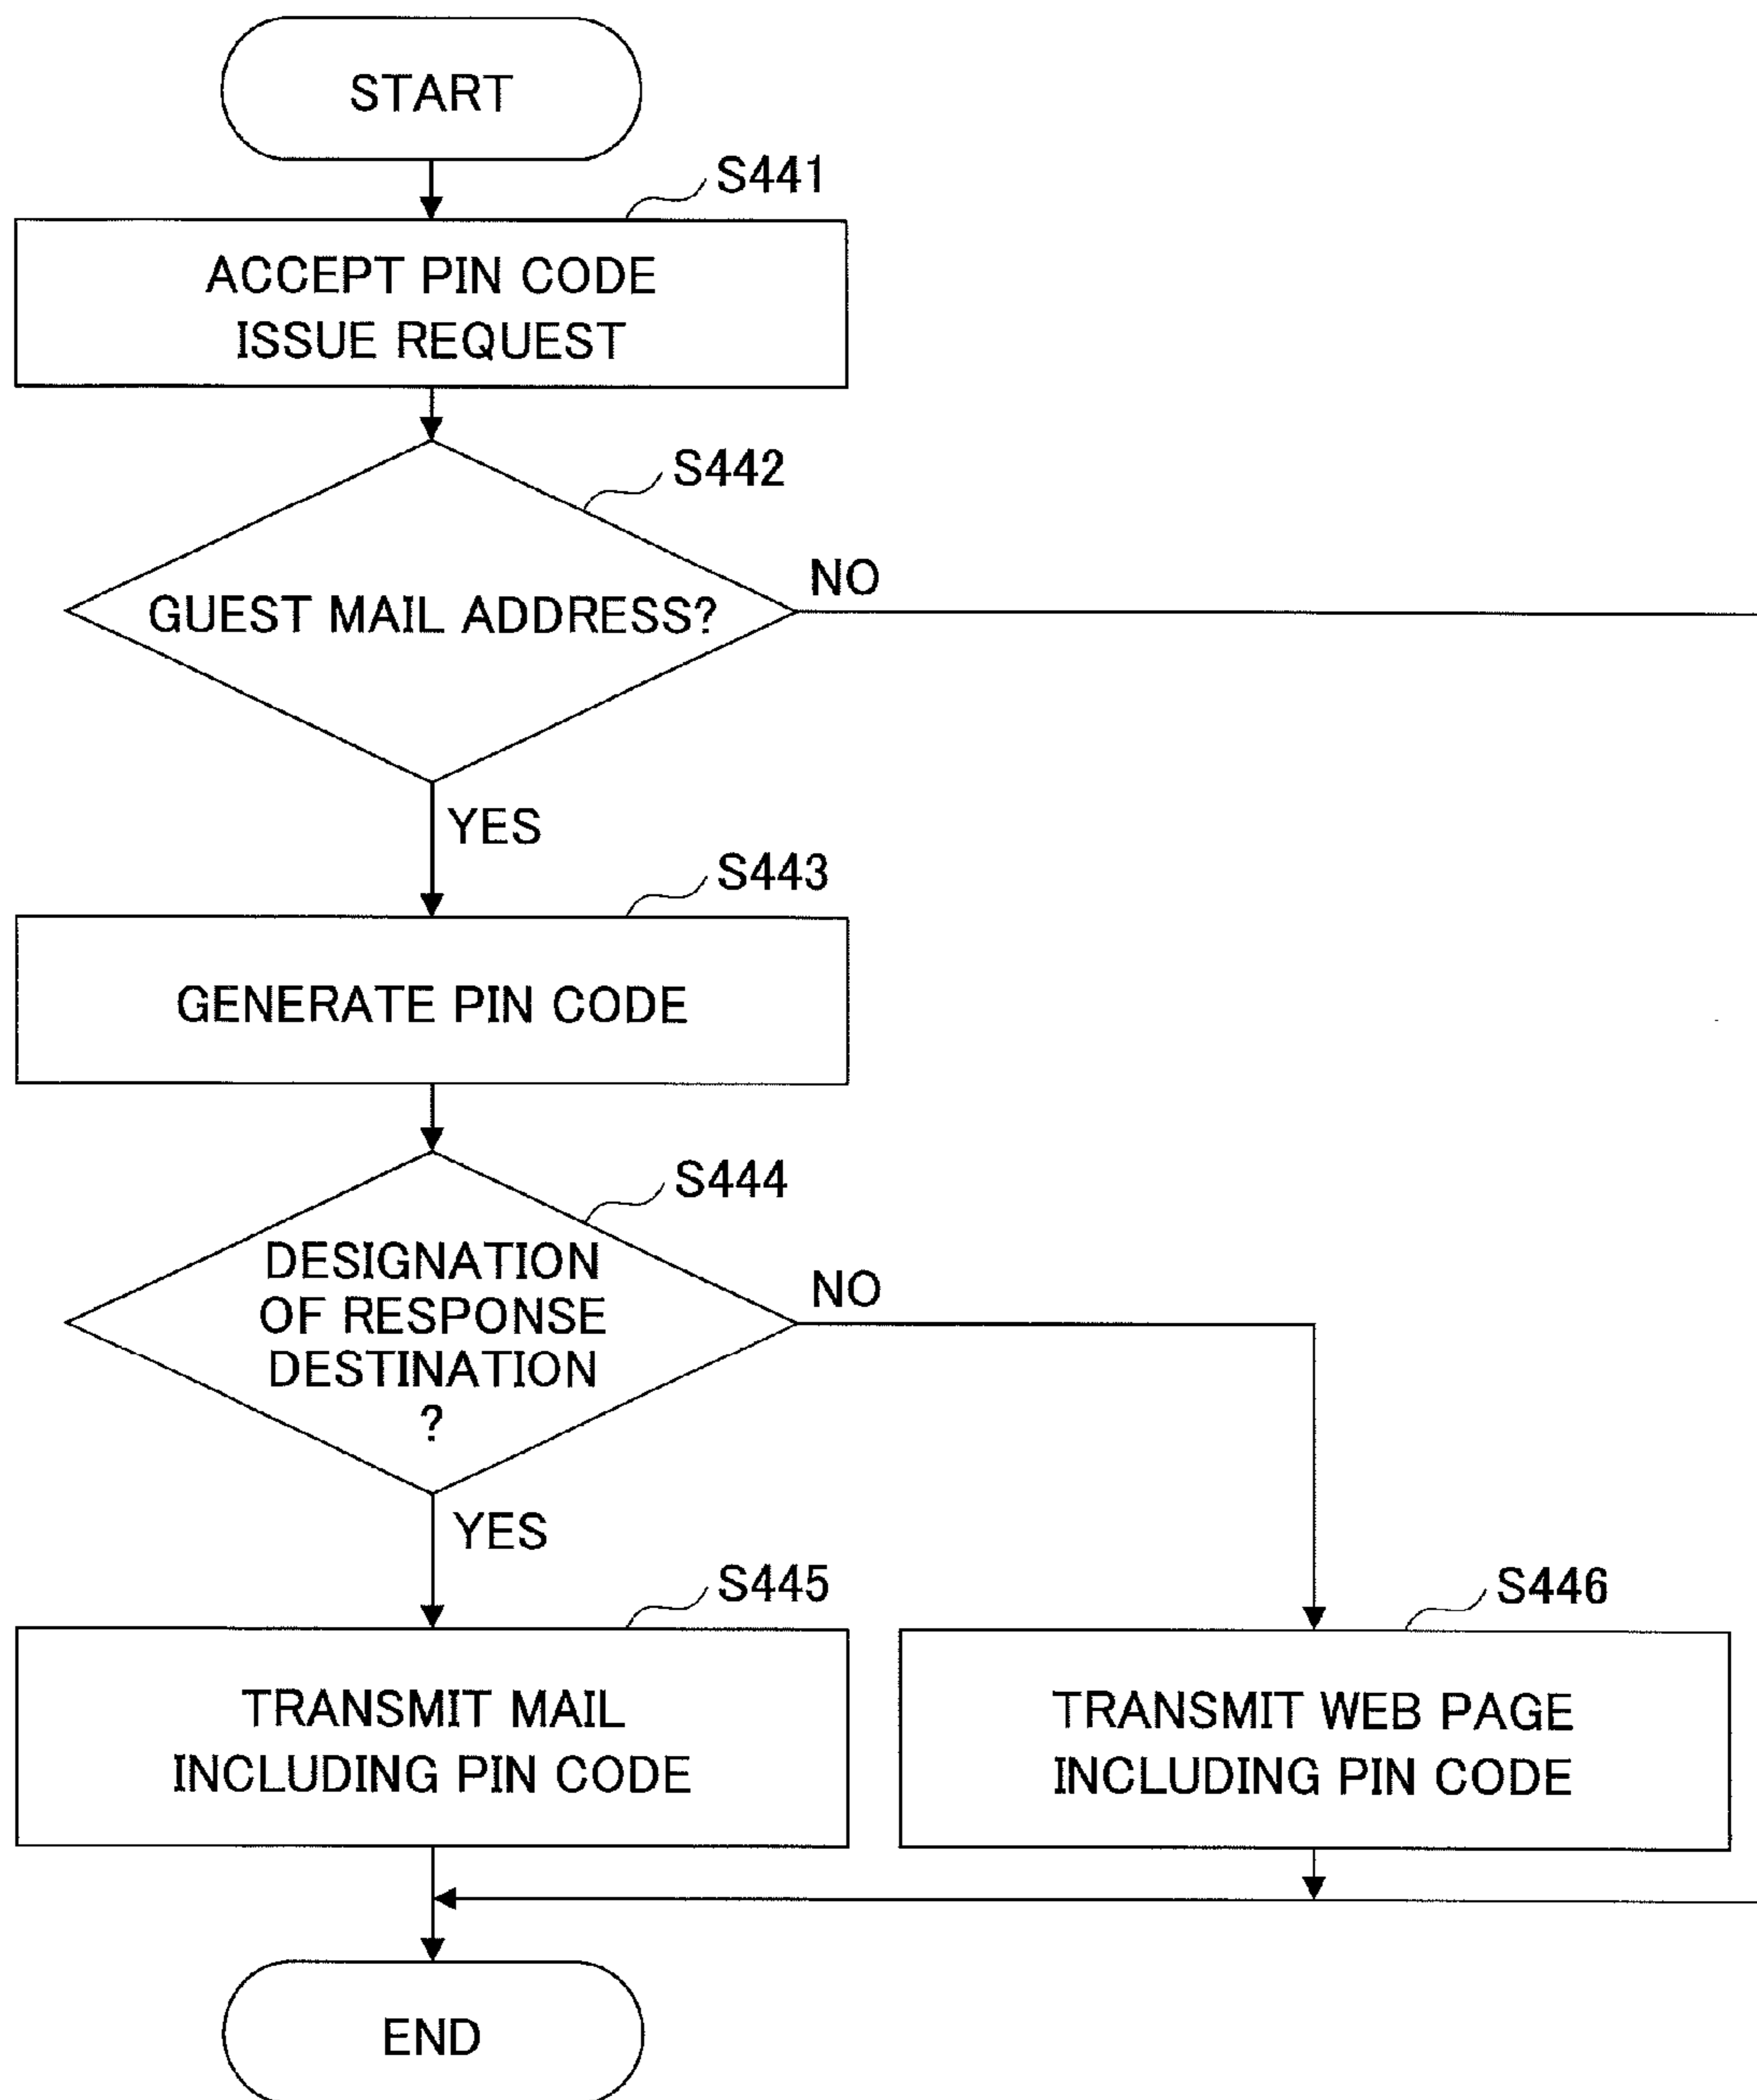 START
S441
ACCEPT PIN CODE
ISSUE REQUEST
S442
GUEST MAIL ADDRESS?
NO
YES
S443
GENERATE PIN CODE
S444
DESIGNATION
OF RESPONSE
DESTINATION
?
NO
YES
S445
TRANSMIT MAIL
INCLUDING PIN CODE
S446
TRANSMIT WEB PAGE
INCLUDING PIN CODE
END